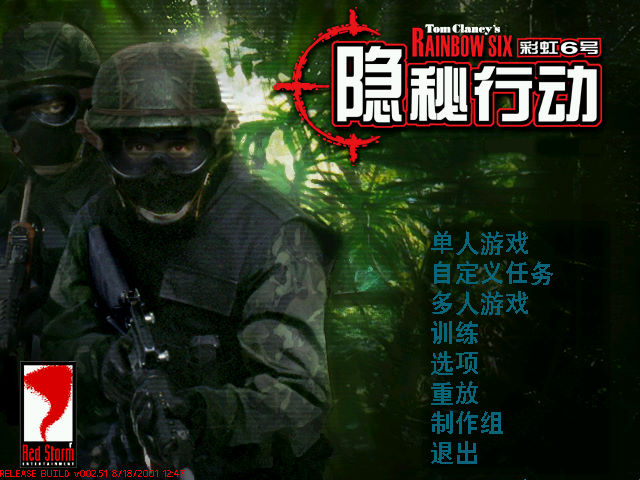 Tom Clancy's
RAINBOW SIX 彩虹6号
隐秘行动
单人游戏
自定义任务
多人游戏
训练
选项
重放
制作组
退出
Red Storm
ENTERTAINMENT
RELEASE BUILD v002.51 8/18/2001 12:47